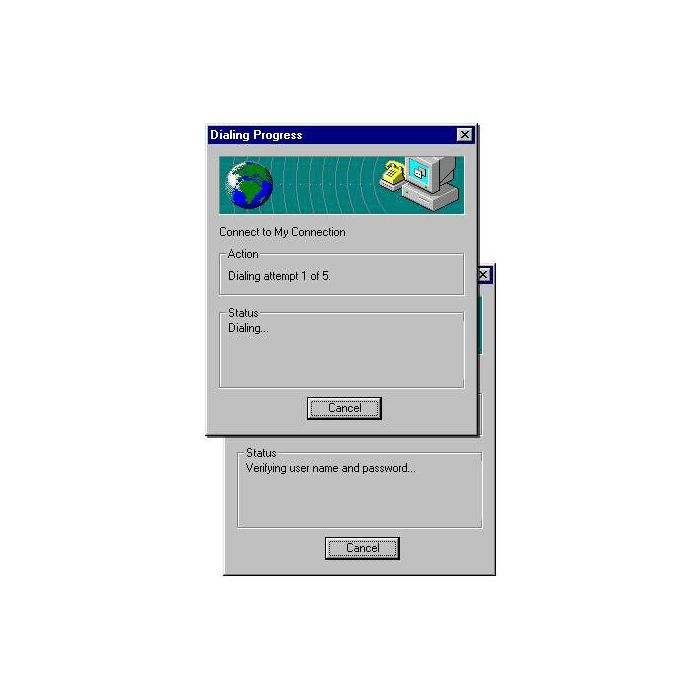 Dialing Progress
Connect to My Connection
Action
Dialing attempt 1 of 5.
Status
Dialing...
Cancel
Status
Verifying user name and password...
Cancel